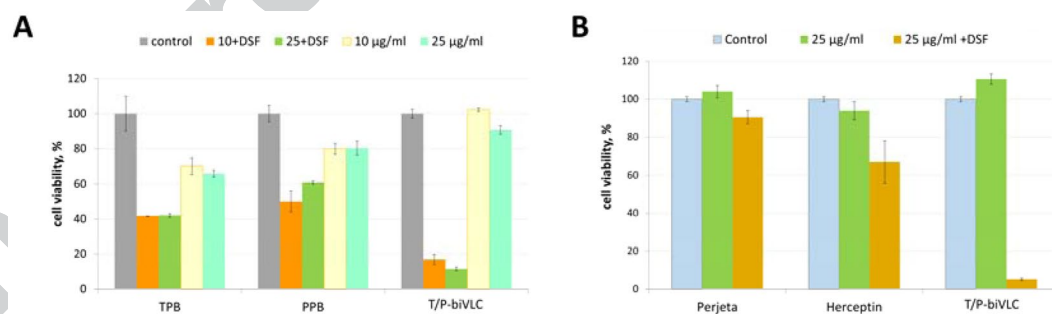 A
control 10+DSF 25+DSF 10 µg/ml 25 µg/ml
cell viability, %
120
100
80
60
40
20
0
TPB PPB T/P-biVLC
B
Control 25 µg/ml 25 µg/ml +DSF
cell viability, %
120
100
80
60
40
20
0
Perjeta Herceptin T/P-biVLC